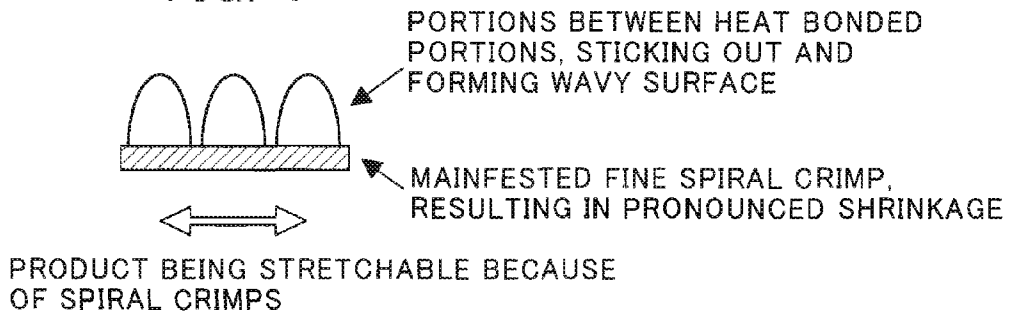 PORTIONS BETWEEN HEAT BONDED
PORTIONS, STICKING OUT AND
FORMING WAVY SURFACE
MAINFESTED FINE SPIRAL CRIMP,
RESULTING IN PRONOUNCED SHRINKAGE
PRODUCT BEING STRETCHABLE BECAUSE
OF SPIRAL CRIMPS